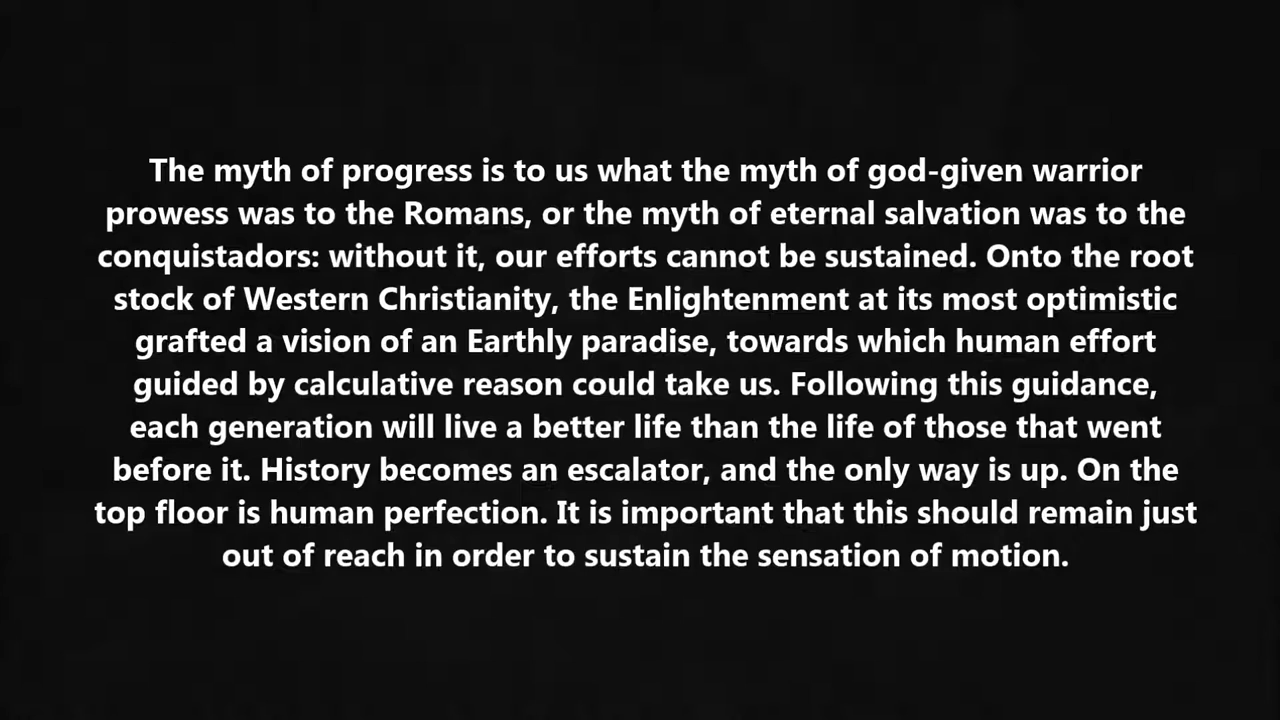 The myth of progress is to us what the myth of god-given warrior
prowess was to the Romans, or the myth of eternal salvation was to the
conquistadors: without it, our efforts cannot be sustained. Onto the root
stock of Western Christianity, the Enlightenment at its most optimistic
grafted a vision of an Earthly paradise, towards which human effort
guided by calculative reason could take us. Following this guidance,
each generation will live a better life than the life of those that went
before it. History becomes an escalator, and the only way is up. On the
top floor is human perfection. It is important that this should remain just
out of reach in order to sustain the sensation of motion.